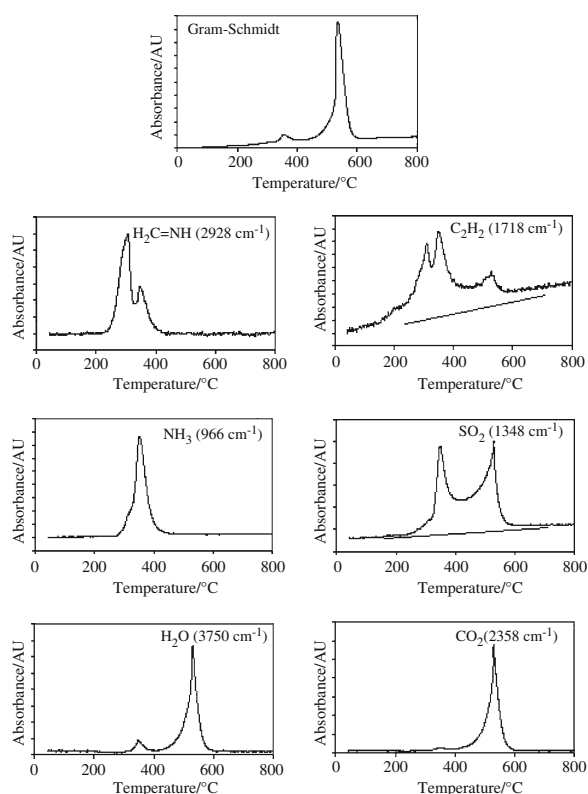 Gram-Schmidt
Absorbance/AU
0 200 400 600 800
Temperature/°C
H₂C=NH (2928 cm⁻¹)
Absorbance/AU
0 200 400 600 800
Temperature/°C
C₂H₂ (1718 cm⁻¹)
Absorbance/AU
0 200 400 600 800
Temperature/°C
NH₃ (966 cm⁻¹)
Absorbance/AU
0 200 400 600 800
Temperature/°C
SO₂ (1348 cm⁻¹)
Absorbance/AU
0 200 400 600 800
Temperature/°C
H₂O (3750 cm⁻¹)
Absorbance/AU
0 200 400 600 800
Temperature/°C
CO₂(2358 cm⁻¹)
Absorbance/AU
0 200 400 600 800
Temperature/°C